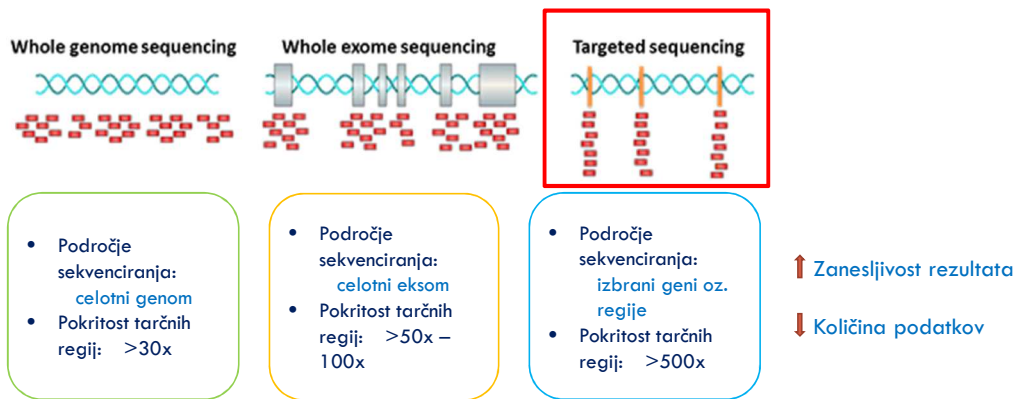 Whole genome sequencing
Whole exome sequencing
Targeted sequencing
• Področje
sekvenciranja:
celotni genom
• Pokritost tarčnih
regij: >30x
• Področje
sekvenciranja:
celotni eksom
• Pokritost tarčnih
regij: >50x –
100x
• Področje
sekvenciranja:
izbrani geni oz.
regije
• Pokritost tarčnih
regij: >500x
Zanesljivost rezultata
Količina podatkov